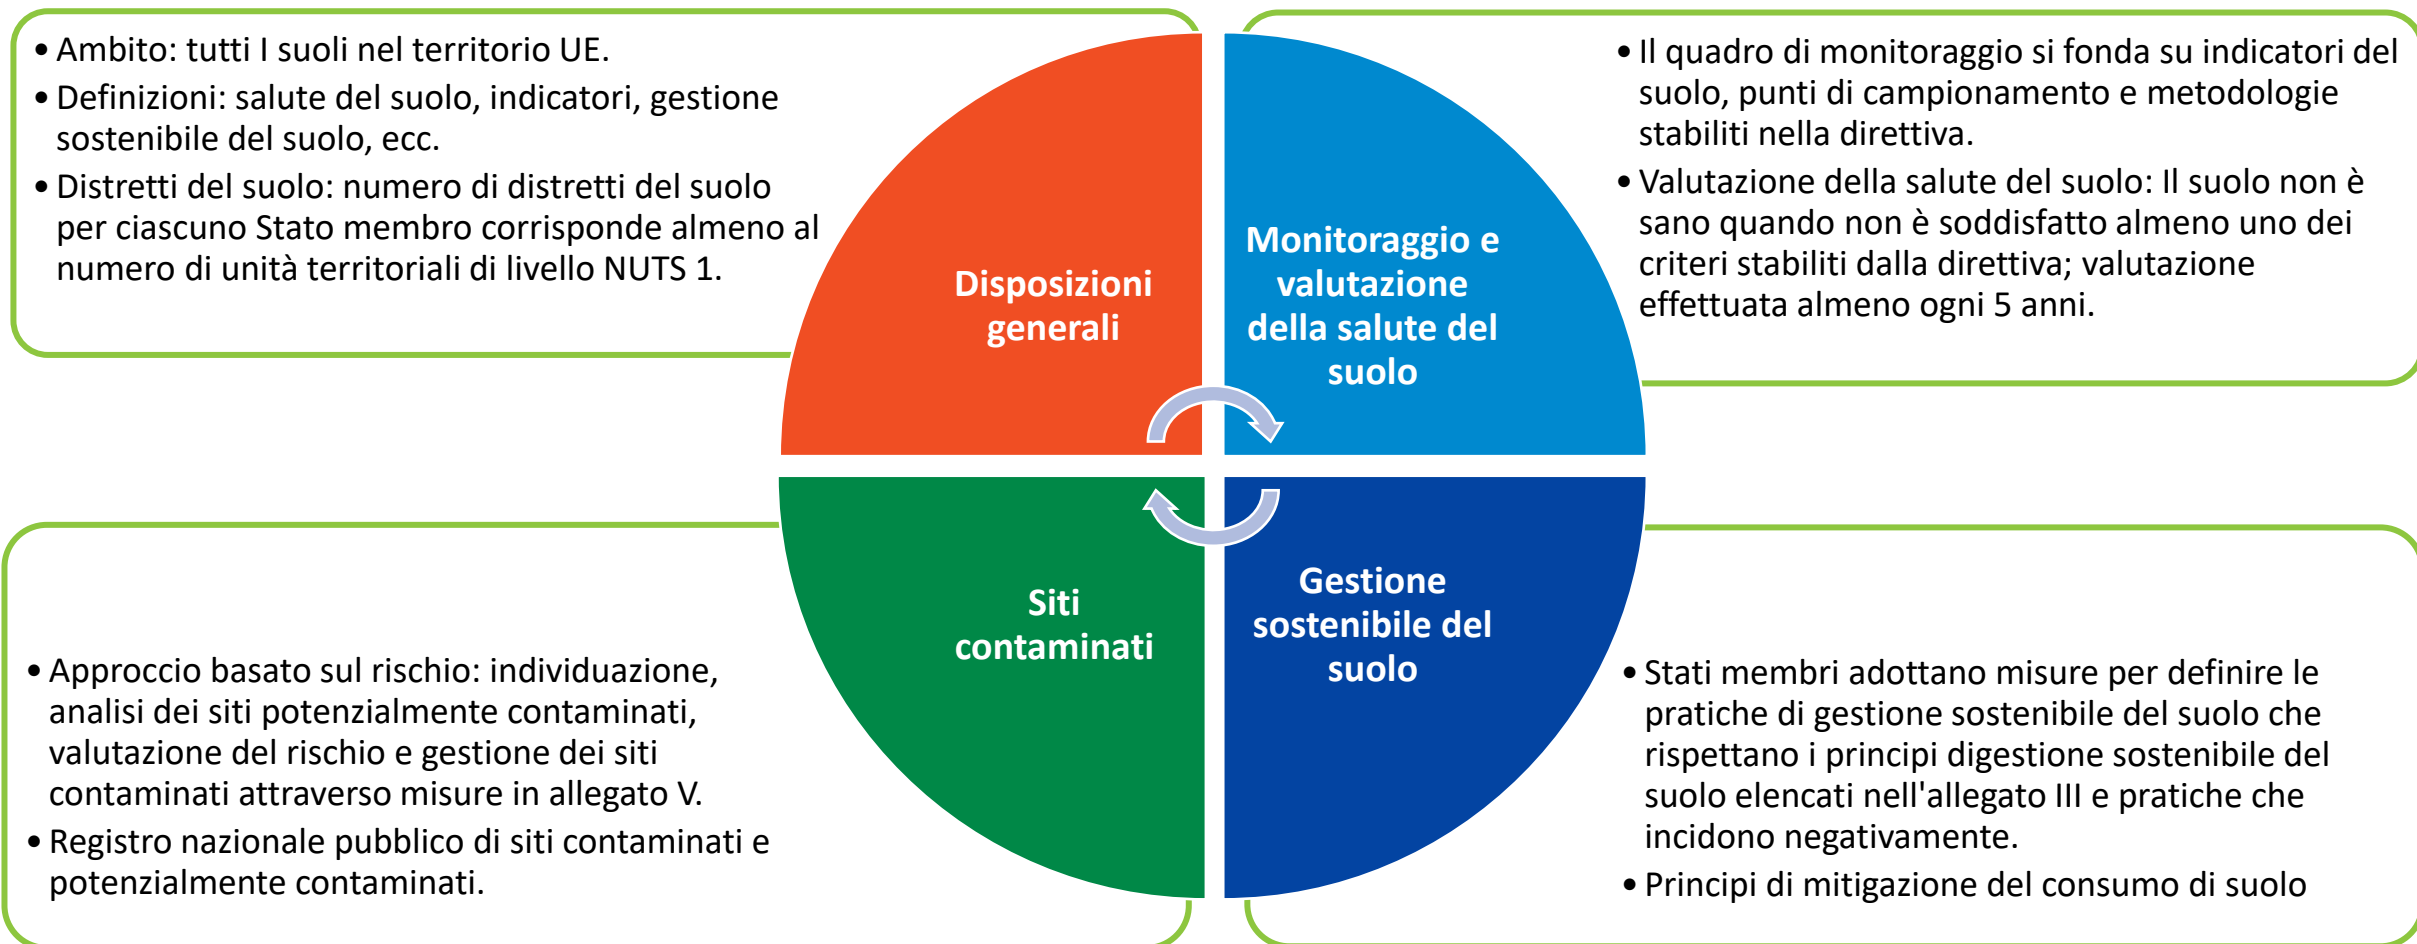 • Ambito: tutti I suoli nel territorio UE.
• Definizioni: salute del suolo, indicatori, gestione
sostenibile del suolo, ecc.
• Distretti del suolo: numero di distretti del suolo
per ciascuno Stato membro corrisponde almeno al
numero di unità territoriali di livello NUTS 1.
Disposizioni
generali
Monitoraggio e
valutazione
della salute del
suolo
• Il quadro di monitoraggio si fonda su indicatori del
suolo, punti di campionamento e metodologie
stabiliti nella direttiva.
• Valutazione della salute del suolo: Il suolo non è
sano quando non è soddisfatto almeno uno dei
criteri stabiliti dalla direttiva; valutazione
effettuata almeno ogni 5 anni.
• Approccio basato sul rischio: individuazione,
analisi dei siti potenzialmente contaminati,
valutazione del rischio e gestione dei siti
contaminati attraverso misure in allegato V.
• Registro nazionale pubblico di siti contaminati e
potenzialmente contaminati.
Siti
contaminati
Gestione
sostenibile del
suolo
• Stati membri adottano misure per definire le
pratiche di gestione sostenibile del suolo che
rispettano i principi digestione sostenibile del
suolo elencati nell'allegato III e pratiche che
incidono negativamente.
• Principi di mitigazione del consumo di suolo